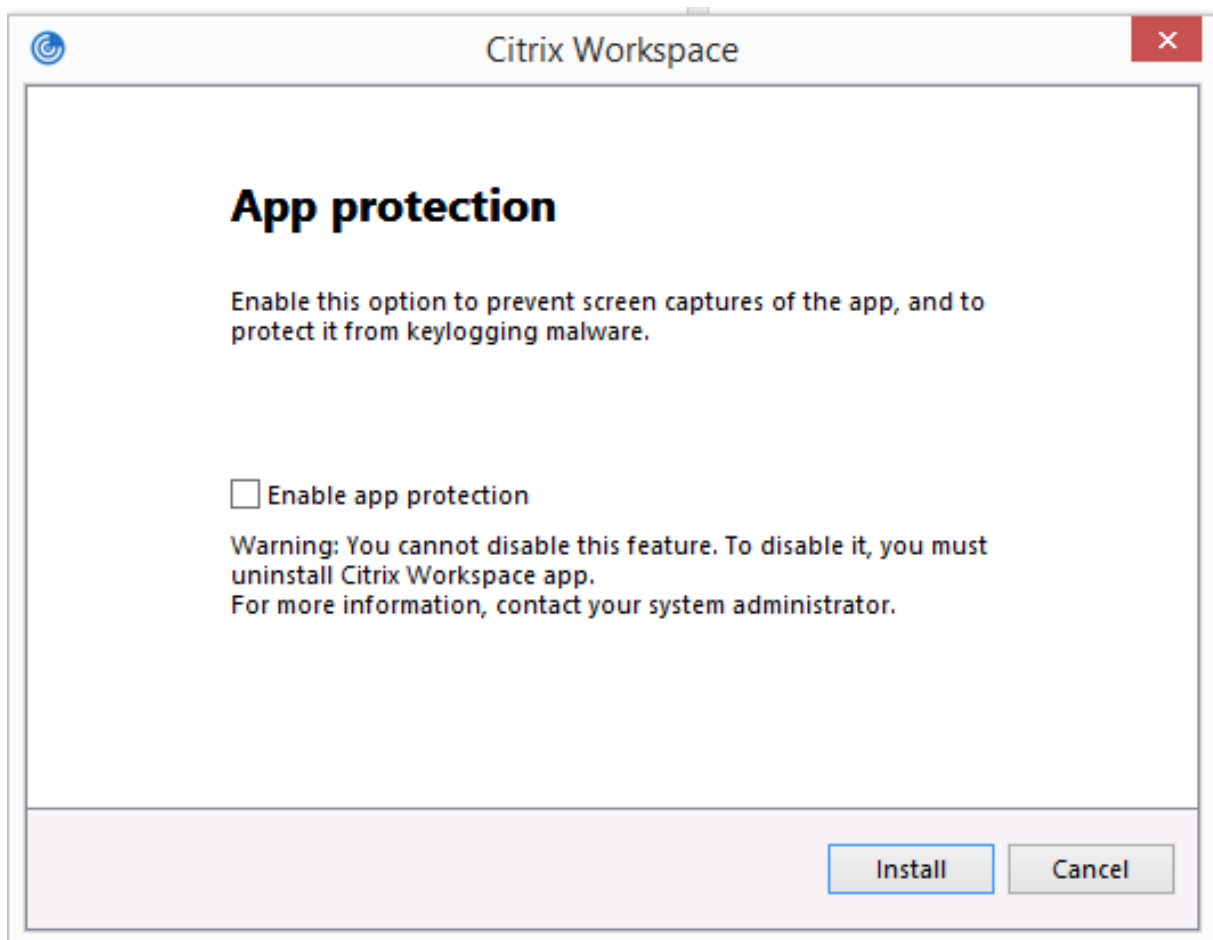 Citrix Workspace
App protection
Enable this option to prevent screen captures of the app, and to
protect it from keylogging malware.
Enable app protection
Warning: You cannot disable this feature. To disable it, you must
uninstall Citrix Workspace app.
For more information, contact your system administrator.
Install Cancel